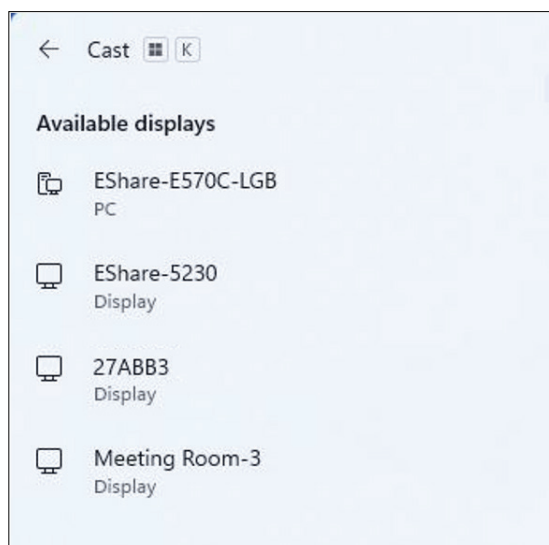 Cast K
Available displays
EShare-E570C-LGB
PC
EShare-5230
Display
27ABB3
Display
Meeting Room-3
Display